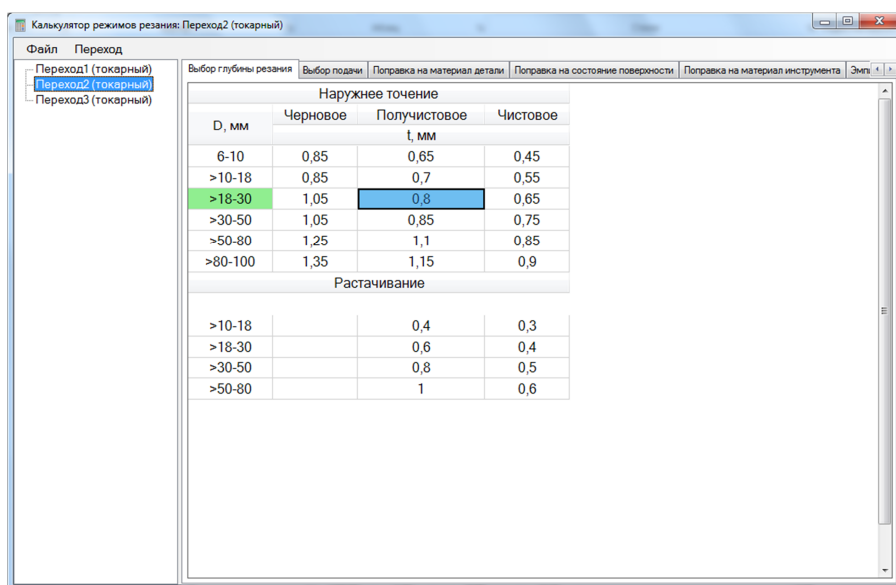 Калькулятор режимов резания: Переход2 (токарный)
Файл Переход
Переход1 (токарный)
Переход2 (токарный)
Переход3 (токарный)
Выбор глубины резания Выбор подачи Поправка на материал детали Поправка на состояние поверхности Поправка на материал инструмента
Наружнее точение
D, мм Черновое Получистовое Чистовое
t, мм
6-10 0,85 0,65 0,45
>10-18 0,85 0,7 0,55
>18-30 1,05 0,8 0,65
>30-50 1,05 0,85 0,75
>50-80 1,25 1,1 0,85
>80-100 1,35 1,15 0,9
Растачивание
>10-18 0,4 0,3
>18-30 0,6 0,4
>30-50 0,8 0,5
>50-80 1 0,6